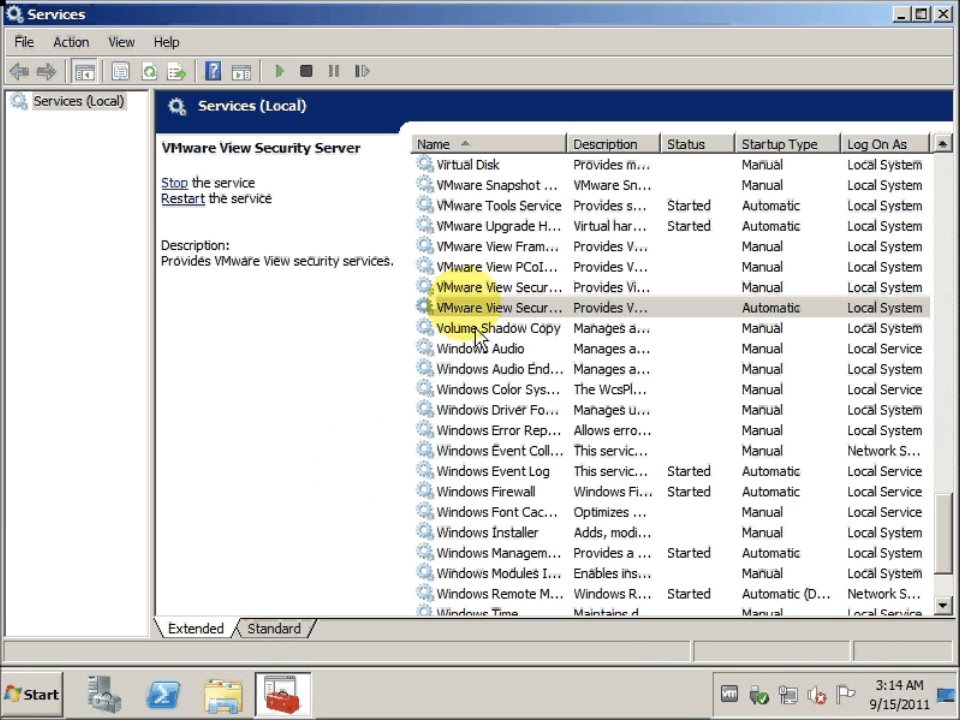 Services
File Action View Help
Services (Local)
Services (Local)
VMware View Security Server
Stop the service
Restart the service
Description:
Provides VMware View security services.
Name Description Status Startup Type Log On As
Virtual Disk Provides m... Manual Local System
VMware Snapshot ... VMware Sn... Manual Local System
VMware Tools Service Provides s... Started Automatic Local System
VMware Upgrade H... Virtual har... Started Automatic Local System
VMware View Fram... Provides V... Manual Local System
VMware View PCoI... Provides V... Manual Local System
VMware View Secur... Provides Vi... Manual Local System
VMware View Secur... Provides V... Automatic Local System
Volume Shadow Copy Manages a... Manual Local System
Windows Audio Manages a... Manual Local Service
Windows Audio End... Manages a... Manual Local System
Windows Color Sys... The WcsPl... Manual Local Service
Windows Driver Fo... Manages u... Manual Local System
Windows Error Rep... Allows erro... Manual Local System
Windows Event Coll... This servic... Manual Network S...
Windows Event Log This servic... Started Automatic Local Service
Windows Firewall Windows Fi... Started Automatic Local Service
Windows Font Cac... Optimizes ... Manual Local Service
Windows Installer Adds, modi... Manual Local System
Windows Managem... Provides a ... Started Automatic Local System
Windows Modules I... Enables ins... Manual Local System
Windows Remote M... Windows R... Started Automatic (D... Network S...
Windows Time Maintains d Manual Local Service
Extended Standard
Start
3:14 AM
9/15/2011